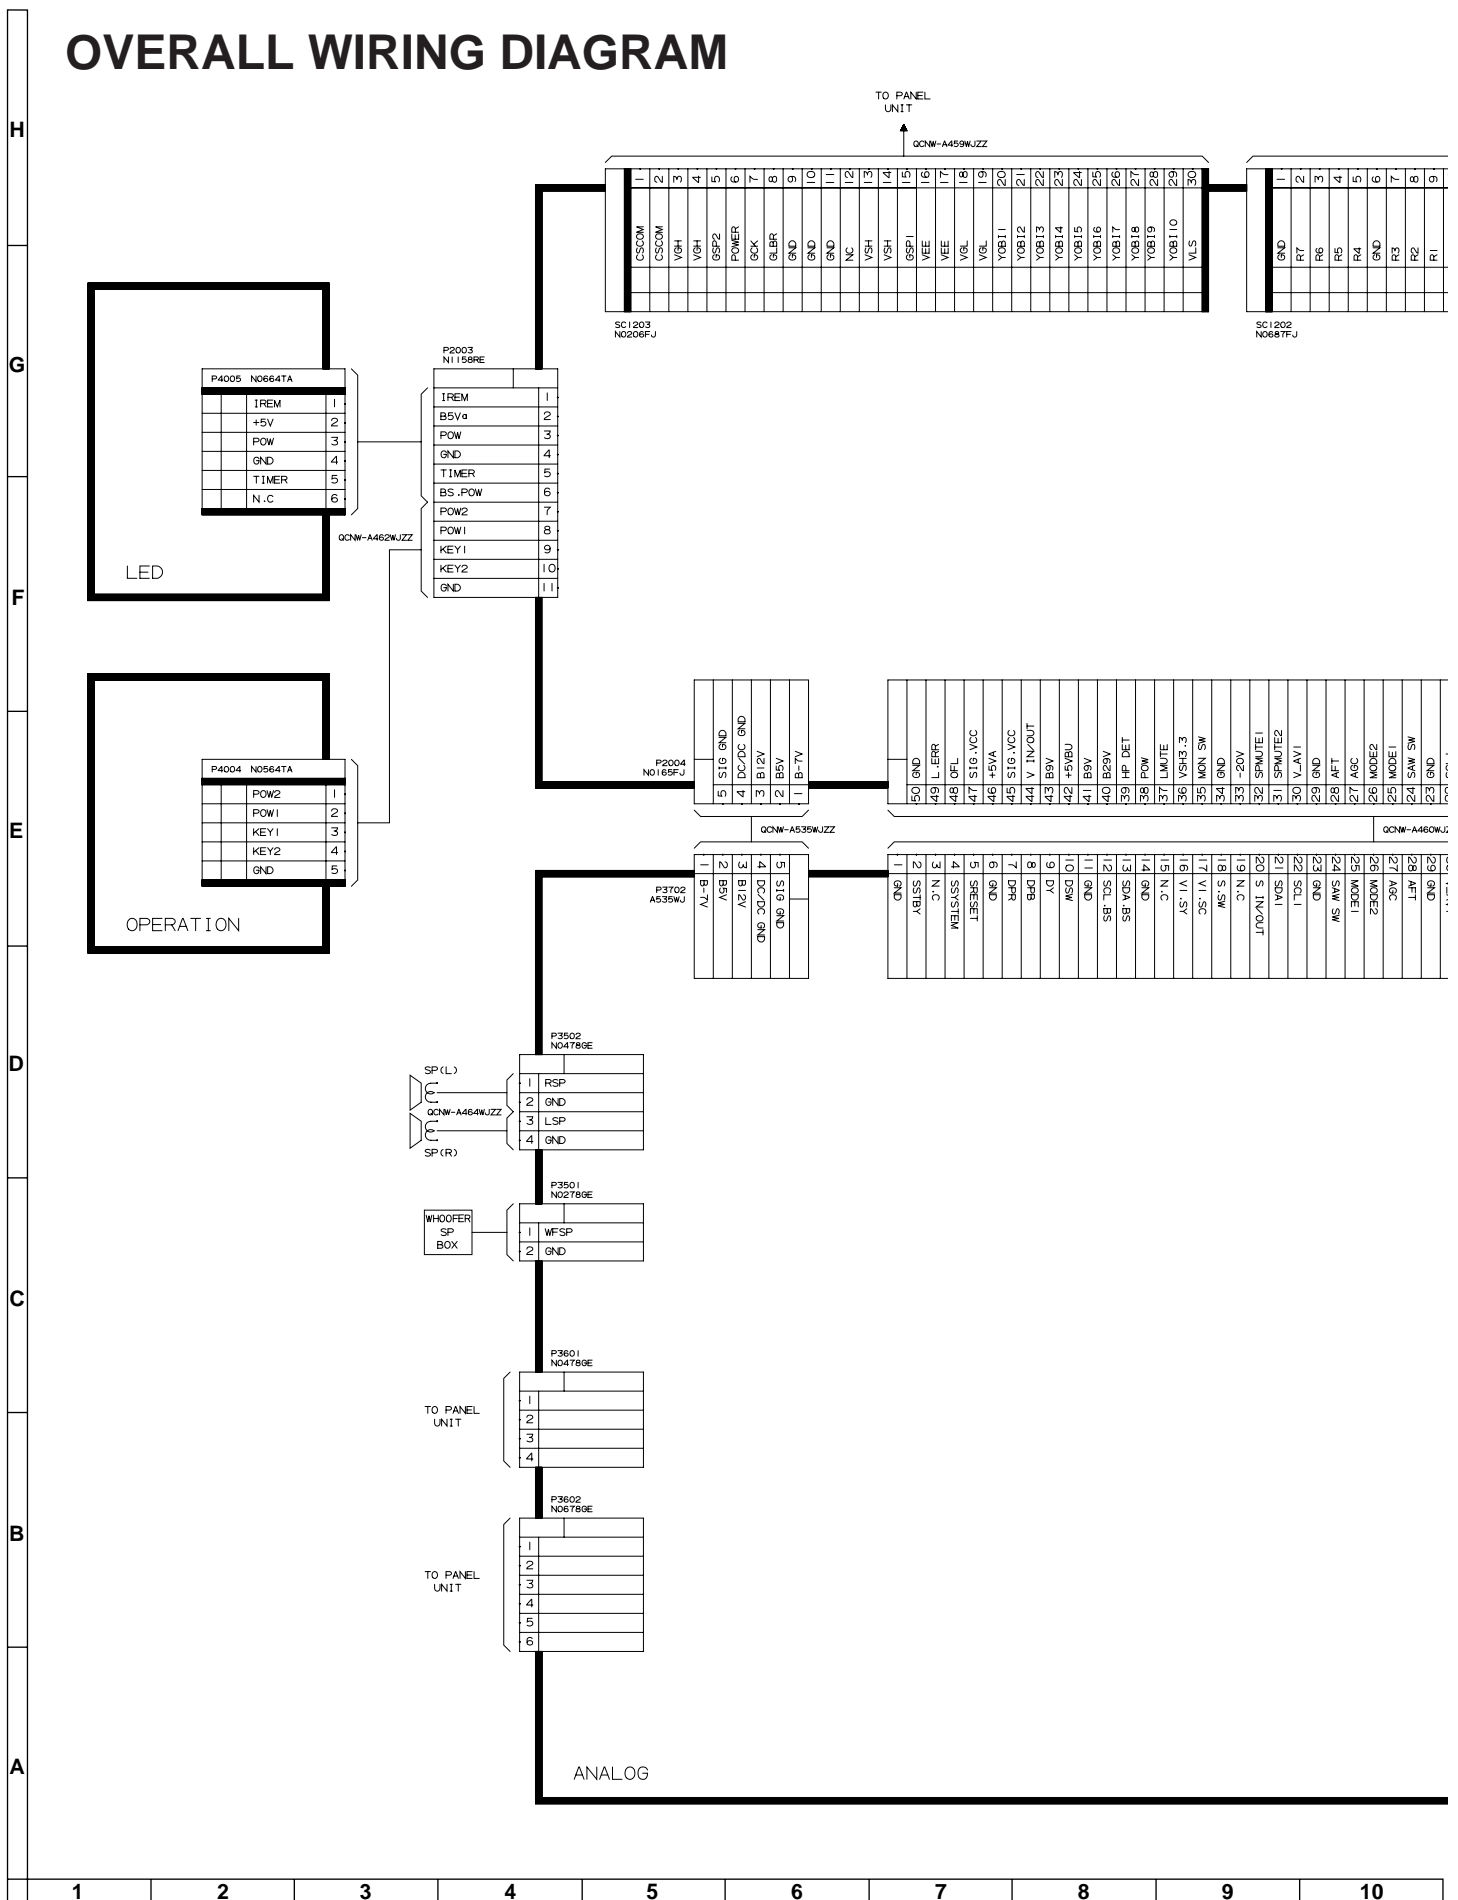 OVERALL WIRING DIAGRAM
H
G
F
E
D
C
B
A
TO PANEL
UNIT
QCNW-A459WJZZ
1 CSCOM
2 CSCOM
3 VGH
4 VGH
5 GSP2
6 POWER
7 GCK
8 GLBR
9 GND
10 GND
11 GND
12 NC
13 VSH
14 VSH
15 GSP1
16 VEE
17 VEE
18 VGL
19 VGL
20 YOBI1
21 YOBI2
22 YOBI3
23 YOBI4
24 YOBI5
25 YOBI6
26 YOBI7
27 YOBI8
28 YOBI9
29 YOBI10
30 VLS
SC1203
N0206FJ
1 GND
2 R7
3 R6
4 R5
5 R4
6 GND
7 R3
8 R2
9 R1
SC1202
N0687FJ
P4005 N0664TA
IREM 1
+5V 2
POW 3
GND 4
TIMER 5
N.C 6
LED
P2003
N1158RE
IREM 1
B5Va 2
POW 3
GND 4
TIMER 5
BS.POW 6
POW2 7
POW1 8
KEY1 9
KEY2 10
GND 11
QCNW-A462WJZZ
P4004 N0564TA
POW2 1
POW1 2
KEY1 3
KEY2 4
GND 5
OPERATION
P2004
N0165FJ
5 SIG GND
4 DC/DC GND
3 B12V
2 B5V
1 B-7V
50 GND
49 L.ERR
48 OFL
47 SIG.VCC
46 +5VA
45 SIG.VCC
44 V IN/OUT
43 B9V
42 +5VBU
41 B9V
40 B29V
39 HP DET
38 POW
37 LMUTE
36 VSH3.3
35 MON SW
34 GND
33 -20V
32 SPMUTE1
31 SPMUTE2
30 V_AV1
29 GND
28 AFT
27 AGC
26 MODE2
25 MODE1
24 SAW SW
23 GND
QCNW-A535WJZZ
QCNW-A460WJZ
P3702
A535WJ
1 B-7V
2 B5V
3 B12V
4 DC/DC GND
5 SIG GND
1 GND
2 SSTBY
3 N.C
4 SSYSTEM
5 SRESET
6 GND
7 DPR
8 DPB
9 DY
10 DSW
11 GND
12 SCL.BS
13 SDA.BS
14 GND
15 N.C
16 V1.SY
17 V1.SC
18 S.SW
19 N.C
20 S IN/OUT
21 SDA1
22 SCL1
23 GND
24 SAW SW
25 MODE1
26 MODE2
27 AGC
28 AFT
29 GND
P3502
N0478GE
1 RSP
2 GND
3 LSP
4 GND
SP(L)
QCNW-A464WJZZ
SP(R)
P3501
N0278GE
1 WFSP
2 GND
WHOOFER
SP
BOX
P3601
N0478GE
1
2
3
4
TO PANEL
UNIT
P3602
N0678GE
1
2
3
4
5
6
TO PANEL
UNIT
ANALOG
1 2 3 4 5 6 7 8 9 10